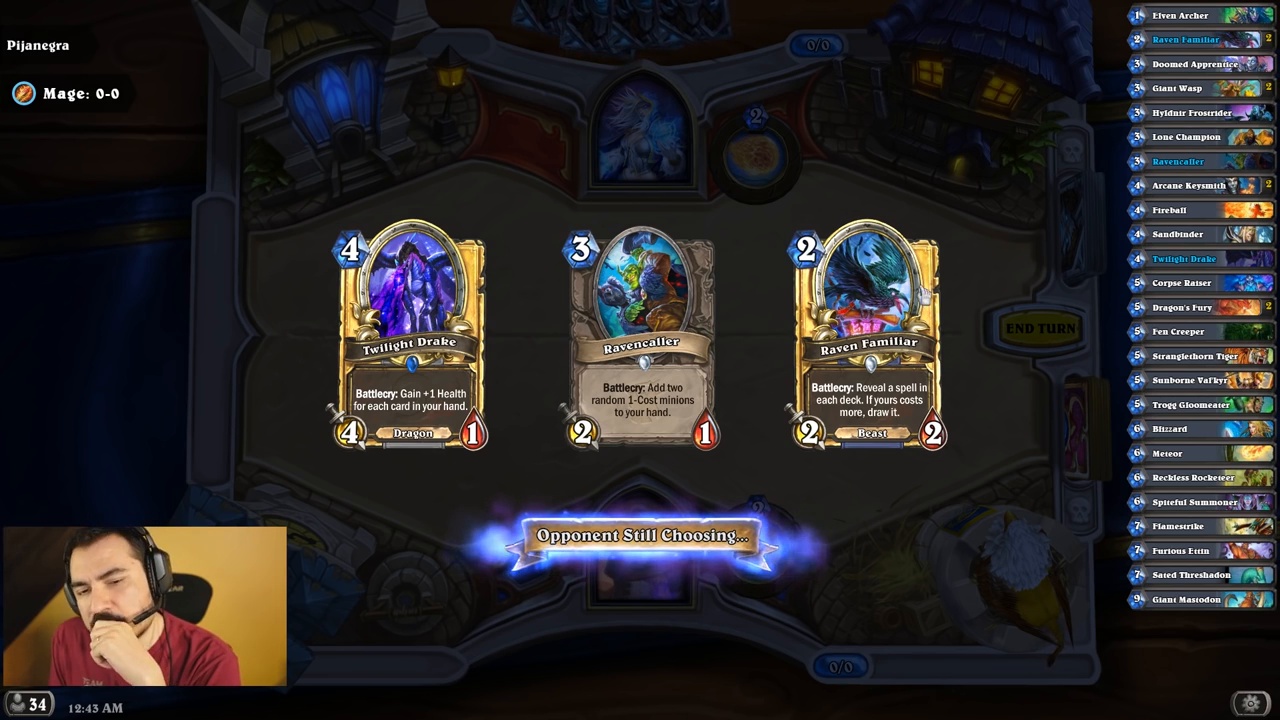 Pijanegra
Mage: 0-0
0/0
2
4
Twilight Drake
Battlecry: Gain +1 Health
for each card in your hand.
4
Dragon
1
3
Ravencaller
Battlecry: Add two
random 1-Cost minions
to your hand.
2
1
2
Raven Familiar
Battlecry: Reveal a spell in
each deck. If yours costs
more, draw it.
2
Beast
2
END TURN
Opponent Still Choosing...
2
0/0
34
12:43 AM
1 Elven Archer
2 Raven Familiar 2
3 Doomed Apprentice
3 Giant Wasp 2
3 Hyldnir Frostrider
3 Lone Champion
3 Ravencaller
4 Arcane Keysmith 2
4 Fireball
4 Sandbinder
4 Twilight Drake
5 Corpse Raiser
5 Dragon's Fury 2
5 Fen Creeper
5 Stranglethorn Tiger
5 Sunborne Val'kyr
5 Trogg Gloomeater
6 Blizzard
6 Meteor
6 Reckless Rocketeer
6 Spiteful Summoner
7 Flamestrike
7 Furious Ettin
7 Sated Threshadon
9 Giant Mastodon